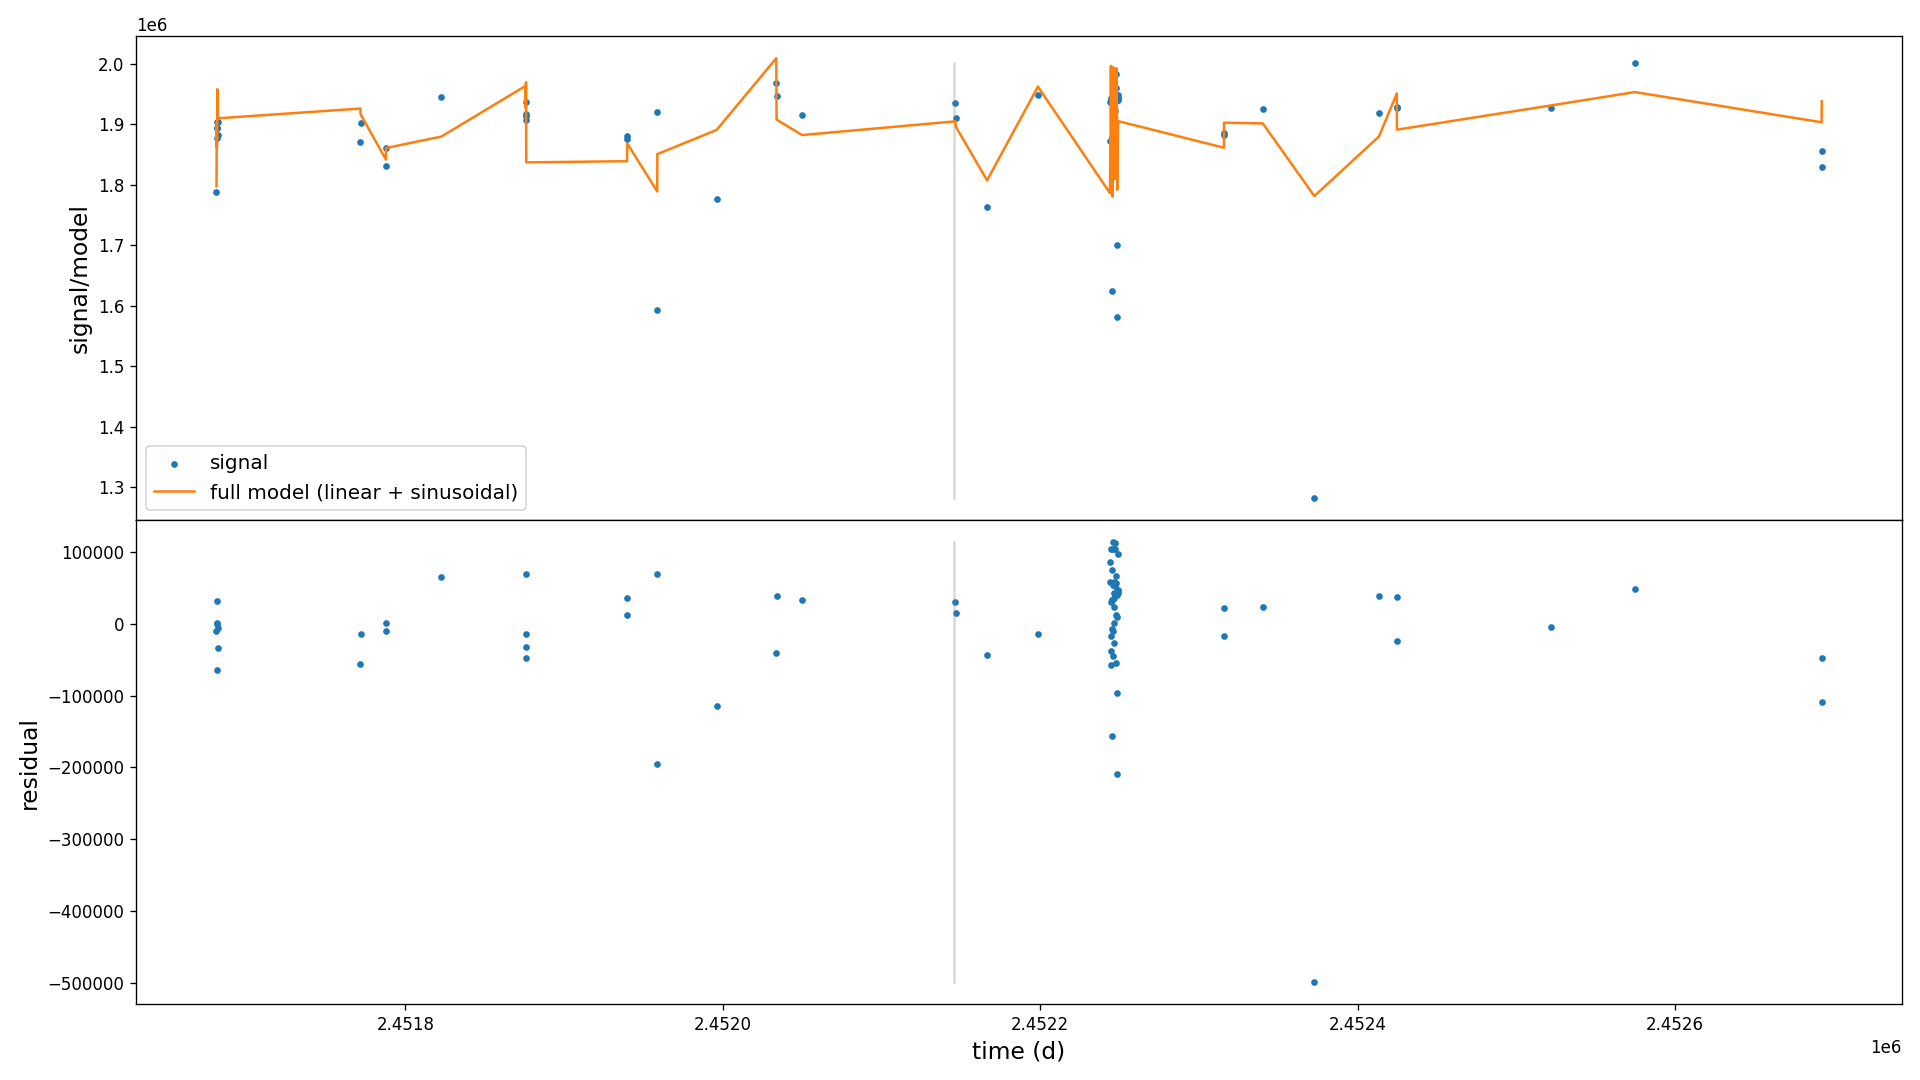 1e6
2.0
1.9
1.8
1.7
1.6
1.5
1.4
1.3
signal/model
signal
full model (linear + sinusoidal)
100000
0
−100000
−200000
−300000
−400000
−500000
residual
2.4518
2.4520
2.4522
2.4524
2.4526
time (d)
1e6